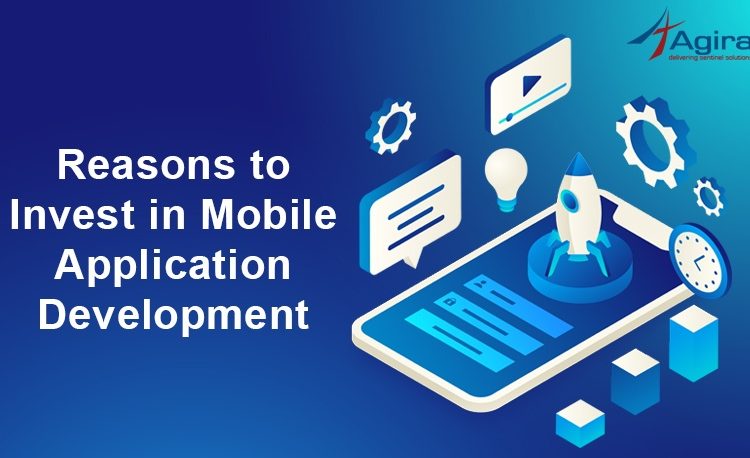 Agira
delivering sentinel solution
Reasons to
Invest in Mobile
Application
Development